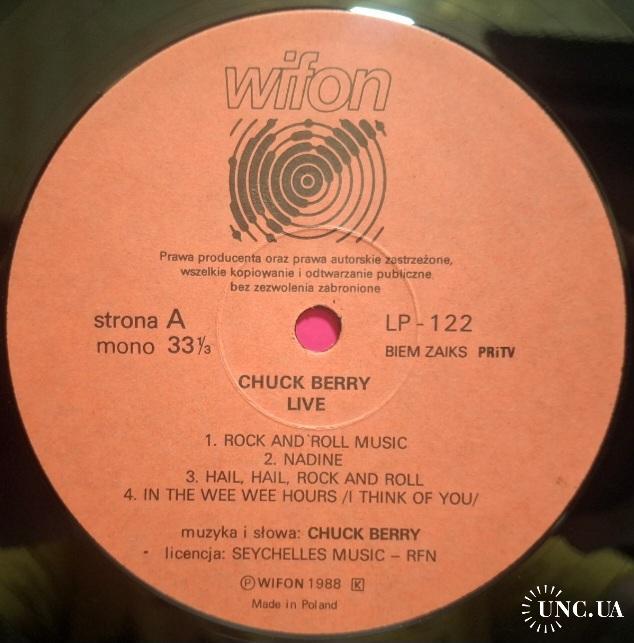 wifon
Prawa producenta oraz prawa autorskie zastrzeżone,
wszelkie kopiowanie i odtwarzanie publiczne
bez zezwolenia zabronione
strona A
LP - 122
mono 33⅓
BIEM ZAIKS PRiTV
CHUCK BERRY
LIVE
1. ROCK AND ROLL MUSIC
2. NADINE
3. HAIL, HAIL, ROCK AND ROLL
4. IN THE WEE WEE HOURS /I THINK OF YOU/
muzyka i słowa: CHUCK BERRY
licencja: SEYCHELLES MUSIC – RFN
Ⓟ WIFON 1988 K
Made in Poland
UNC.UA